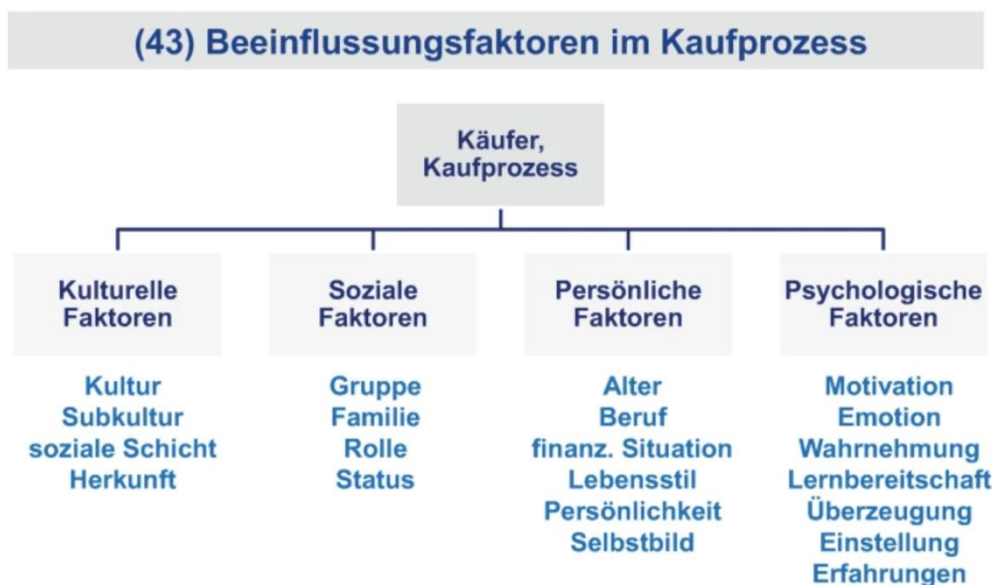 (43) Beeinflussungsfaktoren im Kaufprozess
Käufer,
Kaufprozess
Kulturelle
Faktoren
Kultur
Subkultur
soziale Schicht
Herkunft
Soziale
Faktoren
Gruppe
Familie
Rolle
Status
Persönliche
Faktoren
Alter
Beruf
finanz. Situation
Lebensstil
Persönlichkeit
Selbstbild
Psychologische
Faktoren
Motivation
Emotion
Wahrnehmung
Lernbereitschaft
Überzeugung
Einstellung
Erfahrungen